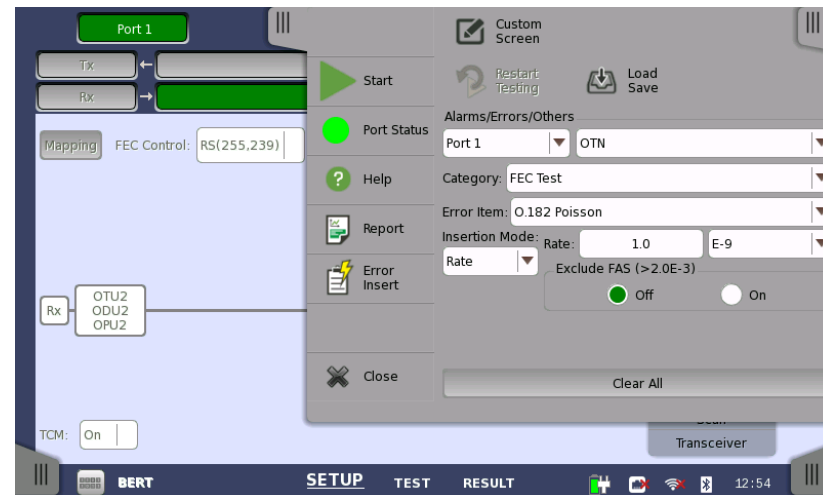 Port 1
Tx
Rx
Mapping FEC Control: RS(255,239)
Rx
OTU2
ODU2
OPU2
TCM: On
Start
Port Status
Help
Report
Error
Insert
Close
Custom
Screen
Restart
Testing
Load
Save
Alarms/Errors/Others
Port 1 OTN
Category: FEC Test
Error Item: O.182 Poisson
Insertion Mode: Rate: 1.0 E-9
Rate
Exclude FAS (>2.0E-3)
Off On
Clear All
Transceiver
BERT SETUP TEST RESULT 12:54